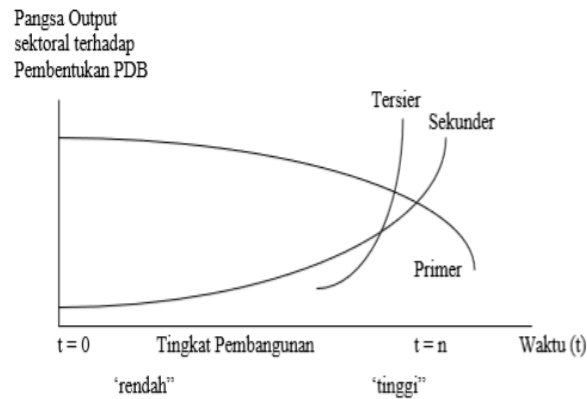 Pangsa Output
sektoral terhadap
Pembentukan PDB
Tersier
Sekunder
Primer
t = 0 Tingkat Pembangunan t = n Waktu (t)
‘rendah” ‘tinggi”